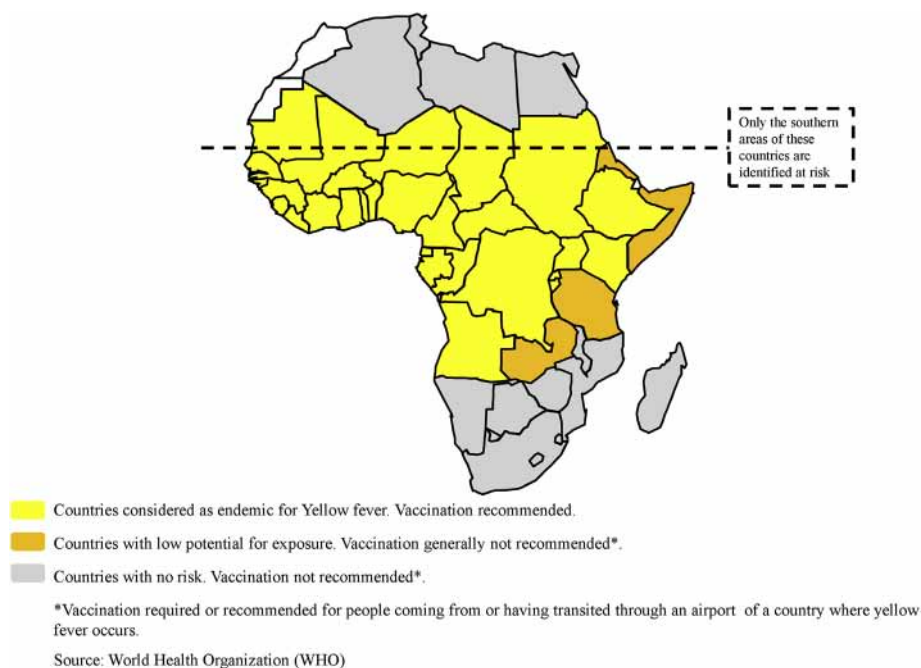 Only the southern
areas of these
countries are
identified at risk
Countries considered as endemic for Yellow fever. Vaccination recommended.
Countries with low potential for exposure. Vaccination generally not recommended*.
Countries with no risk. Vaccination not recommended*.
*Vaccination required or recommended for people coming from or having transited through an airport of a country where yellow
fever occurs.
Source: World Health Organization (WHO)